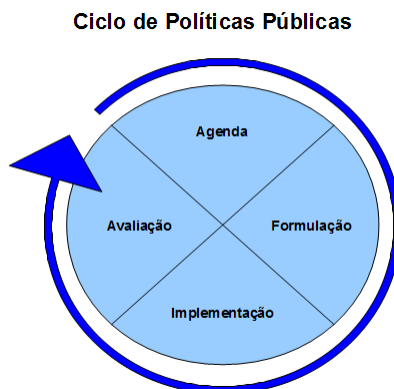 Ciclo de Políticas Públicas
Agenda
Avaliação
Formulação
Implementação